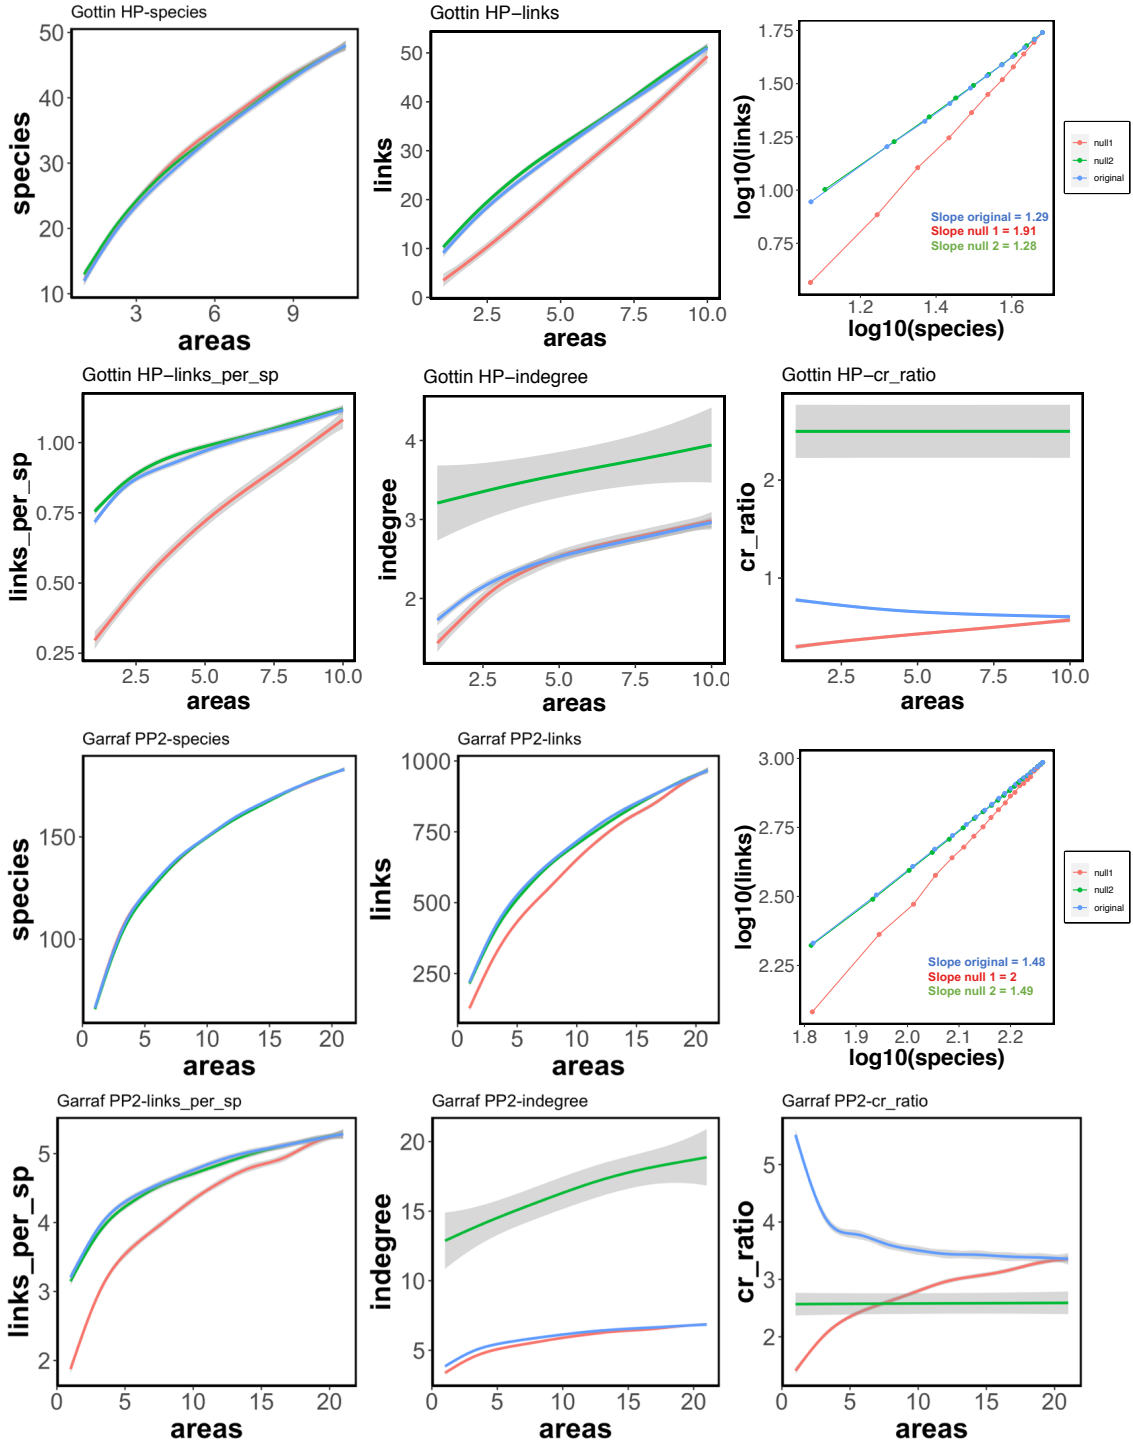 Gottin HP-species
50
40
30
20
10
species
3
6
9
areas
Gottin HP−links
50
40
30
20
10
0
links
2.5
5.0
7.5
10.0
areas
1.75
1.50
1.25
1.00
0.75
log10(links)
Slope original = 1.29
Slope null 1 = 1.91
Slope null 2 = 1.28
1.2
1.4
1.6
log10(species)
null1
null2
original
Gottin HP−links_per_sp
1.00
0.75
0.50
0.25
links_per_sp
2.5
5.0
7.5
10.0
areas
Gottin HP−indegree
4
3
2
indegree
2.5
5.0
7.5
10.0
areas
Gottin HP−cr_ratio
2
1
cr_ratio
2.5
5.0
7.5
10.0
areas
Garraf PP2-species
150
100
species
0
5
10
15
20
areas
Garraf PP2-links
1000
750
500
250
links
0
5
10
15
20
areas
3.00
2.75
2.50
2.25
log10(links)
Slope original = 1.48
Slope null 1 = 2
Slope null 2 = 1.49
1.8
1.9
2.0
2.1
2.2
log10(species)
null1
null2
original
Garraf PP2-links_per_sp
5
4
3
2
links_per_sp
0
5
10
15
20
areas
Garraf PP2-indegree
20
15
10
5
indegree
0
5
10
15
20
areas
Garraf PP2-cr_ratio
5
4
3
2
cr_ratio
0
5
10
15
20
areas